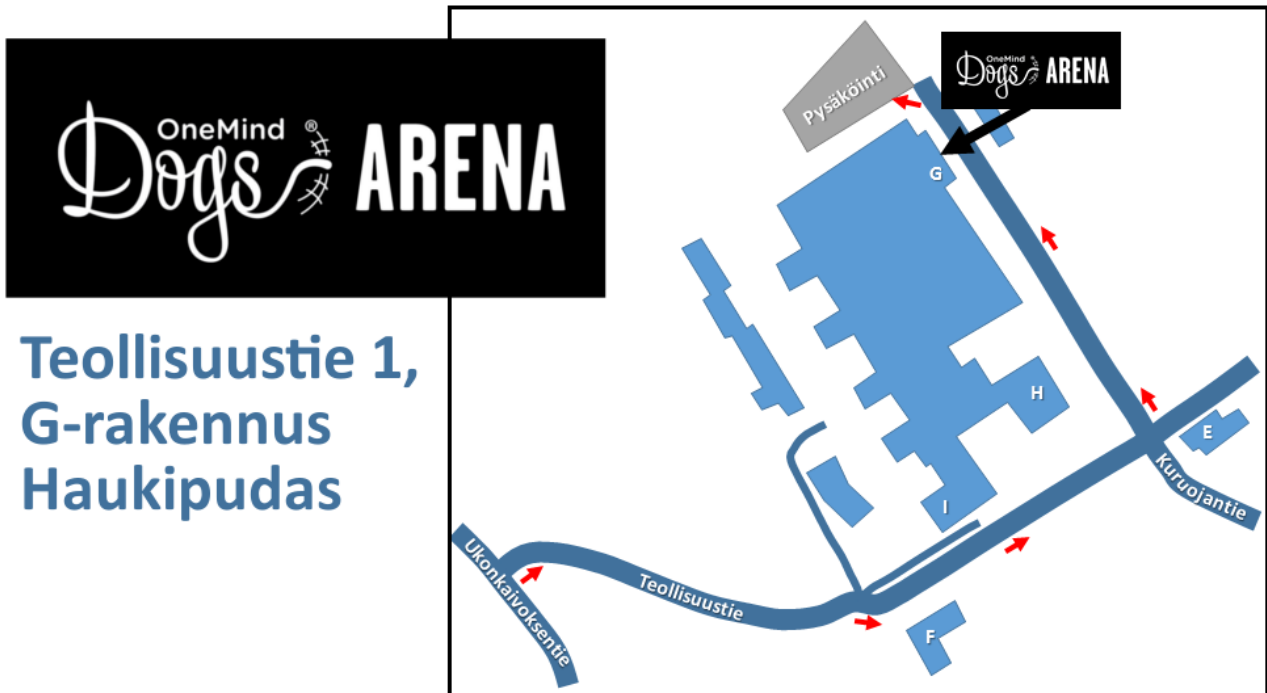 OneMind
Dogs ® ARENA
Teollisuustie 1,
G-rakennus
Haukipudas
Pysäköinti
OneMind
Dogs ARENA
G
H
E
I
Kuruojantie
Ukonkaivoksentie
Teollisuustie
F